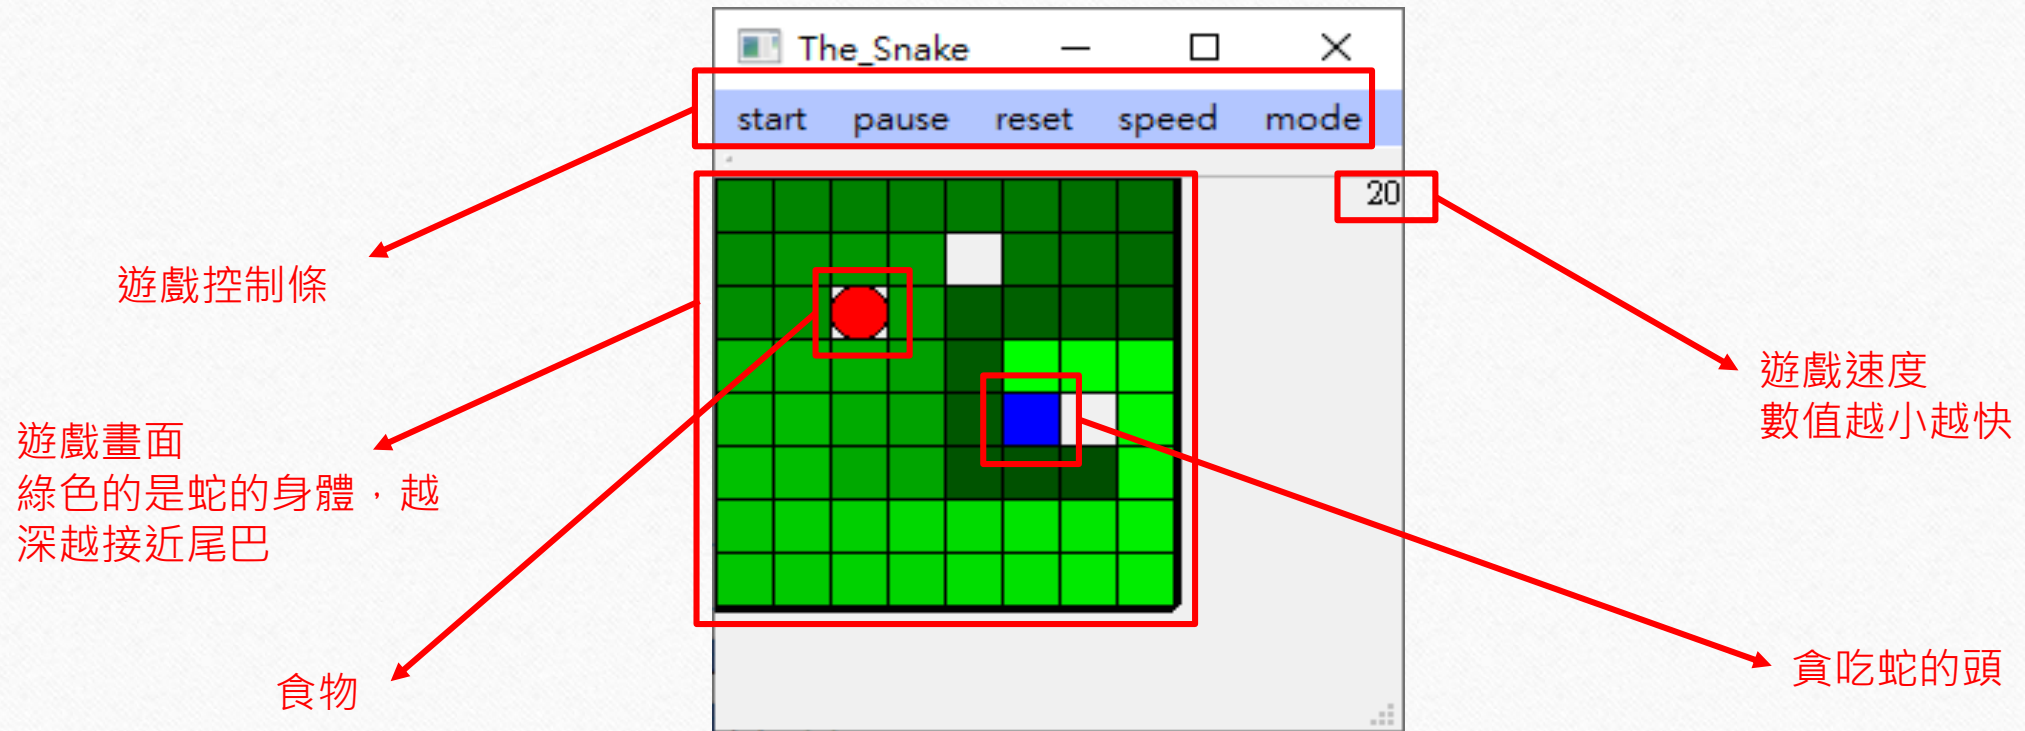 The_Snake
start pause reset speed mode
20
遊戲控制條
遊戲速度
數值越小越快
遊戲畫面
綠色的是蛇的身體，越
深越接近尾巴
食物
貪吃蛇的頭